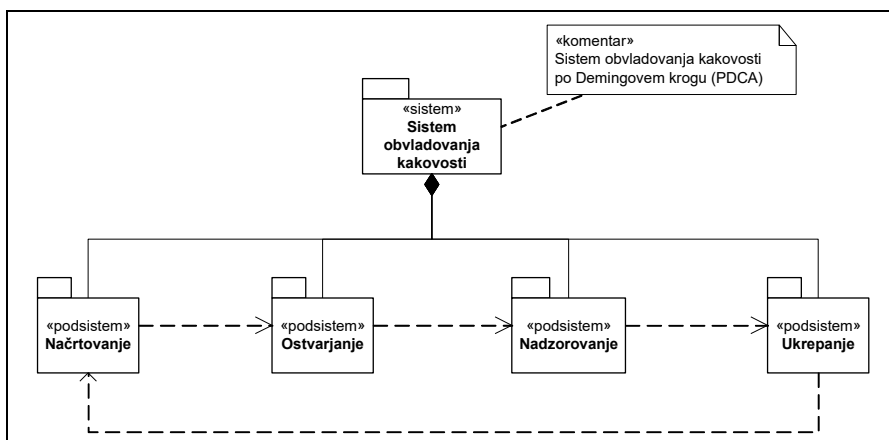 «komentar»
Sistem obvladovanja kakovosti
po Demingovem krogu (PDCA)
«sistem»
Sistem
obvladovanja
kakovosti
«podsistem»
Načrtovanje
«podsistem»
Ostvarjanje
«podsistem»
Nadzorovanje
«podsistem»
Ukrepanje